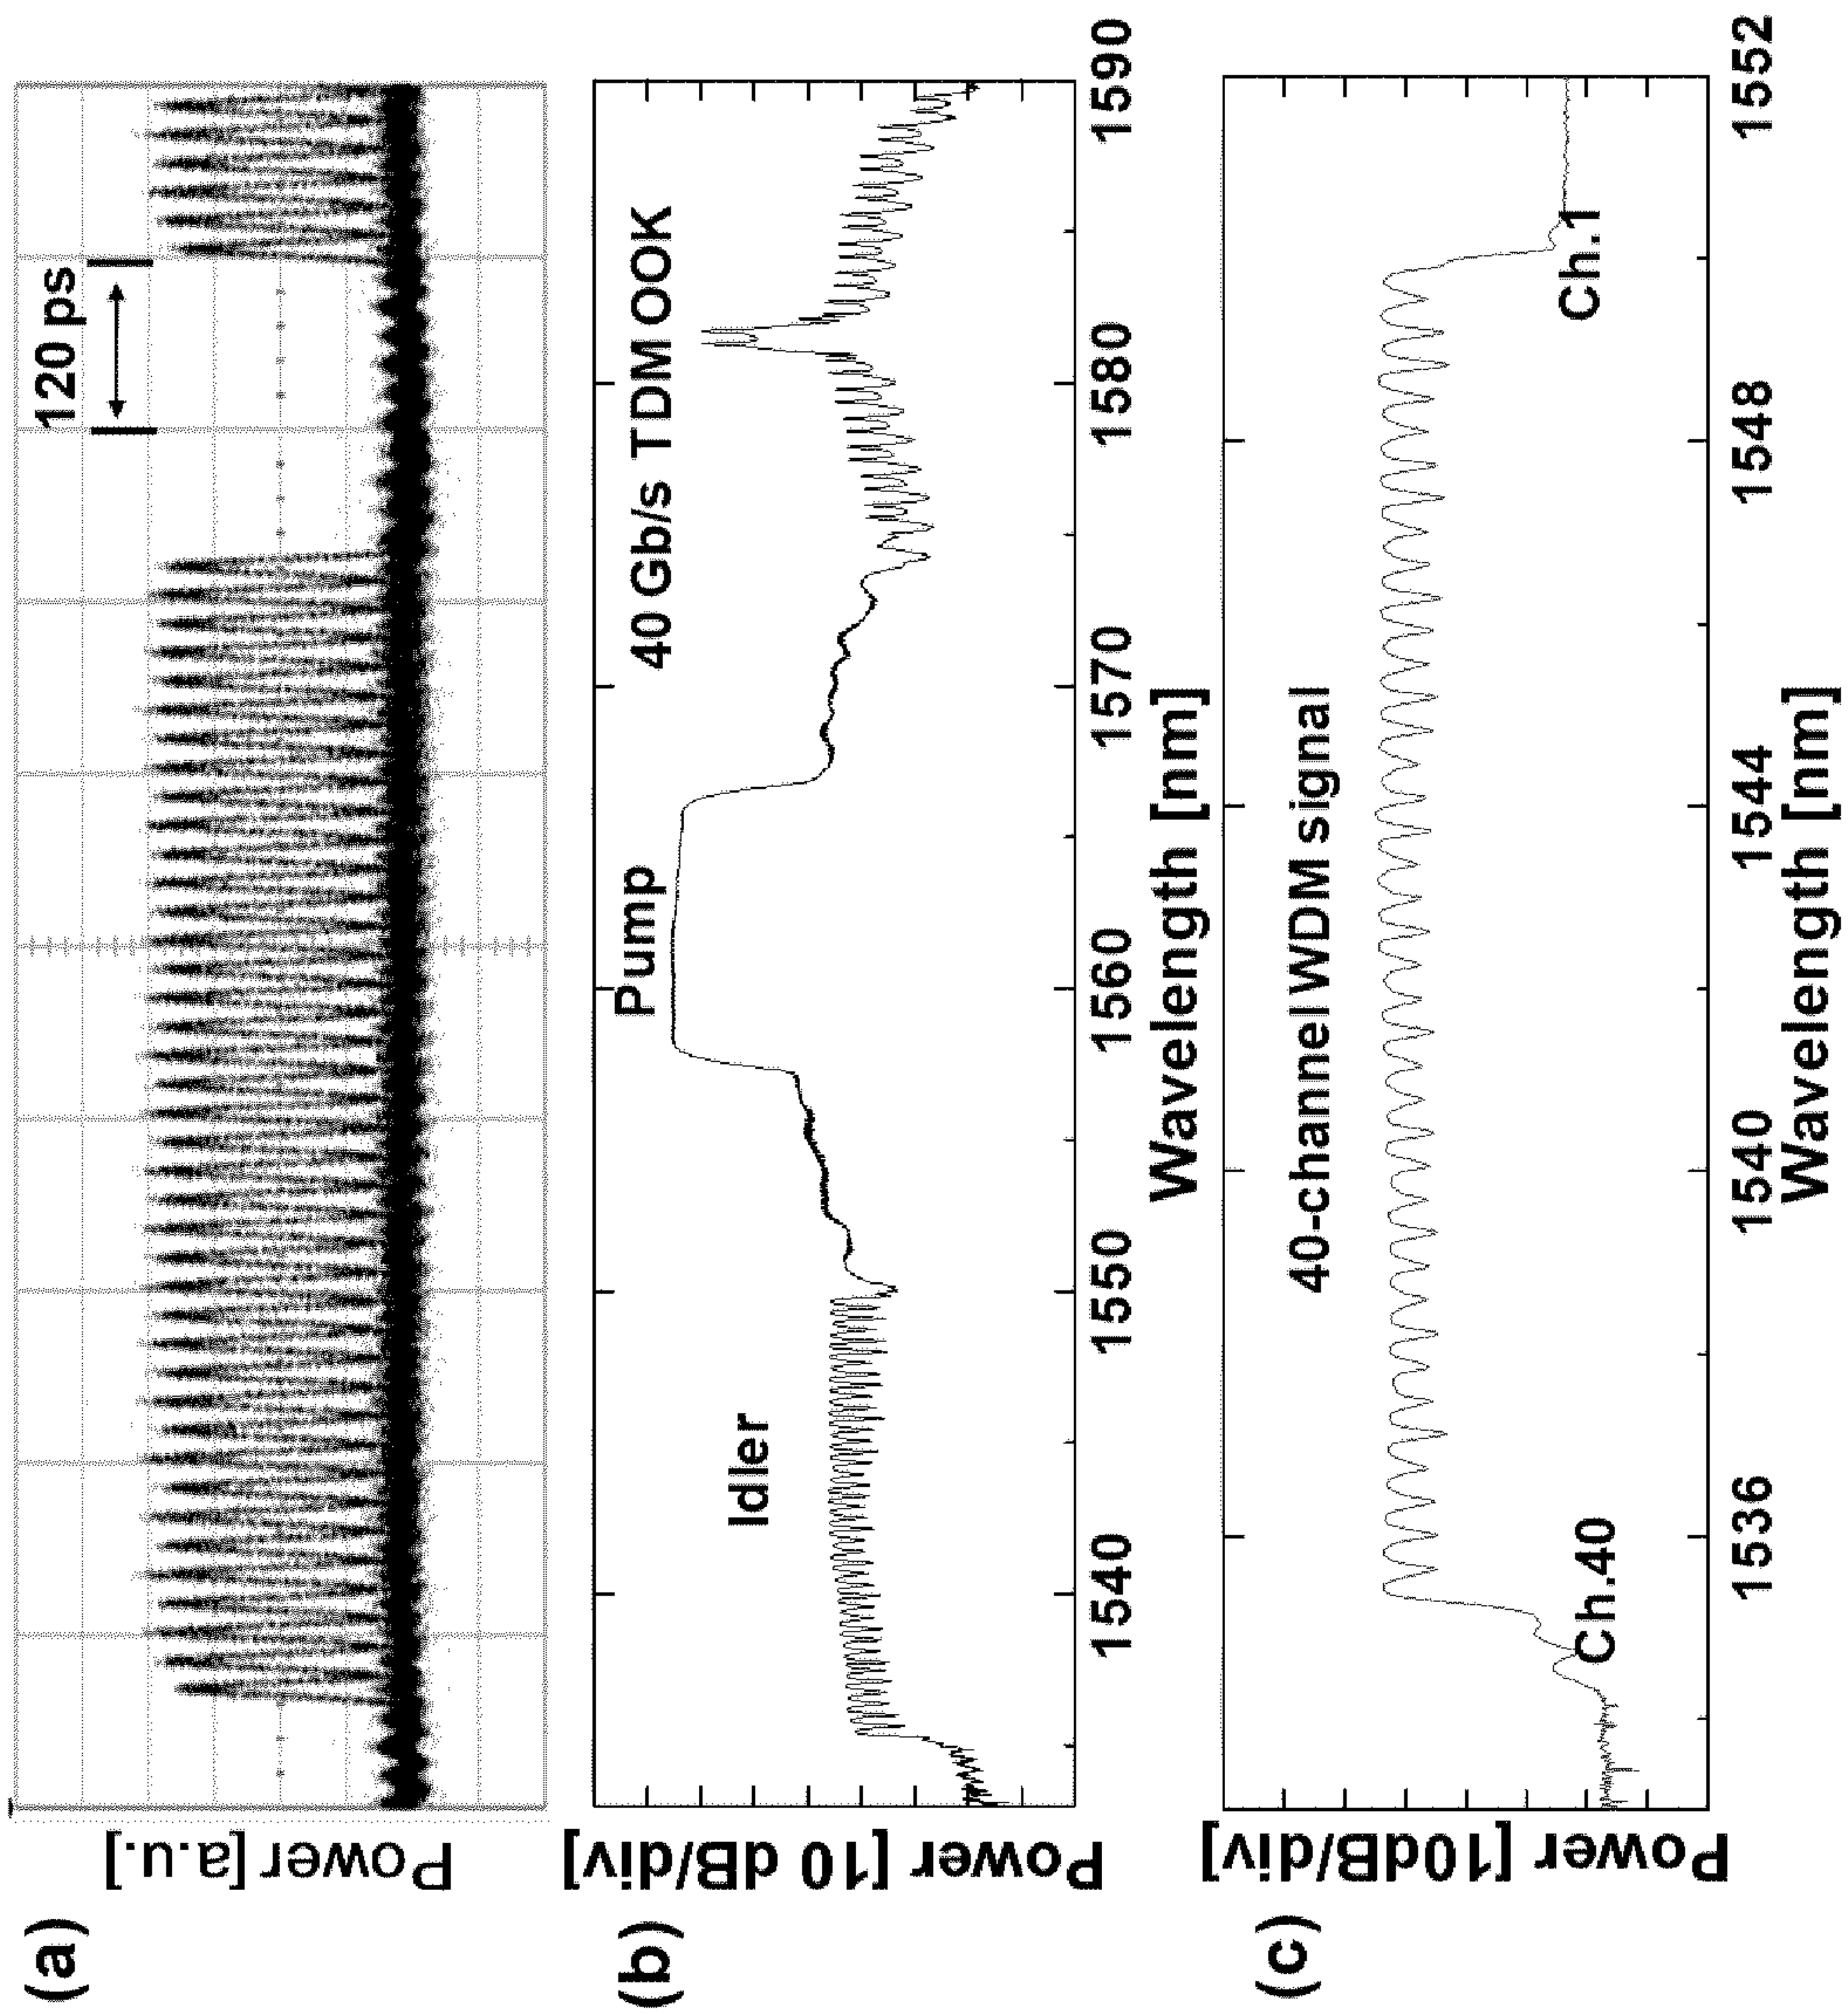 (a)
Power [a.u.]
120 ps
(b)
Power [10 dB/div]
Idler
Pump
40 Gb/s TDM OOK
1540 1550 1560 1570 1580 1590
Wavelength [nm]
(c)
Power [10dB/div]
40-channel WDM signal
Ch.40
Ch.1
1536 1540 1544 1548 1552
Wavelength [nm]